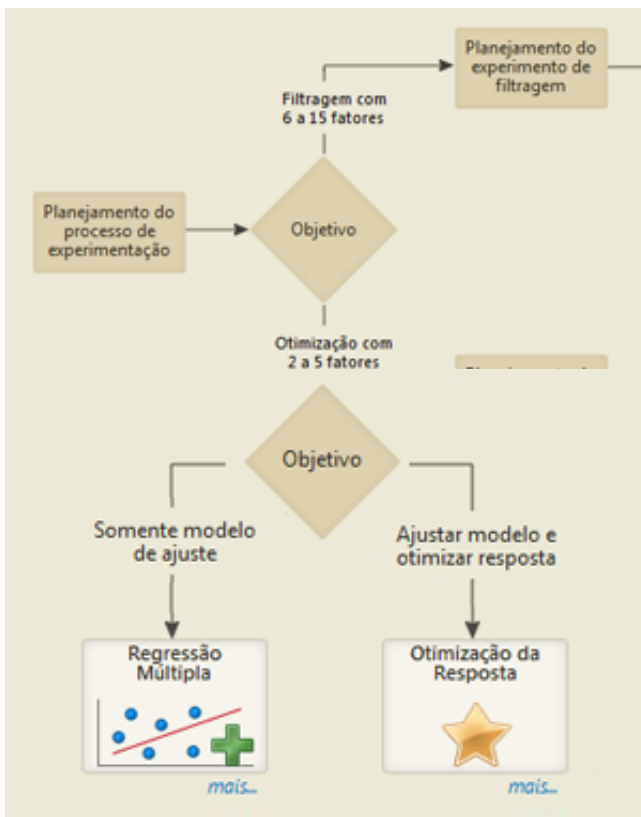 Planejamento do
experimento de
filtragem
Filtragem com
6 a 15 fatores
Planejamento do
processo de
experimentação
Objetivo
Otimização com
2 a 5 fatores
Objetivo
Somente modelo
de ajuste
Ajustar modelo e
otimizar resposta
Regressão
Múltipla
mais...
Otimização da
Resposta
mais...